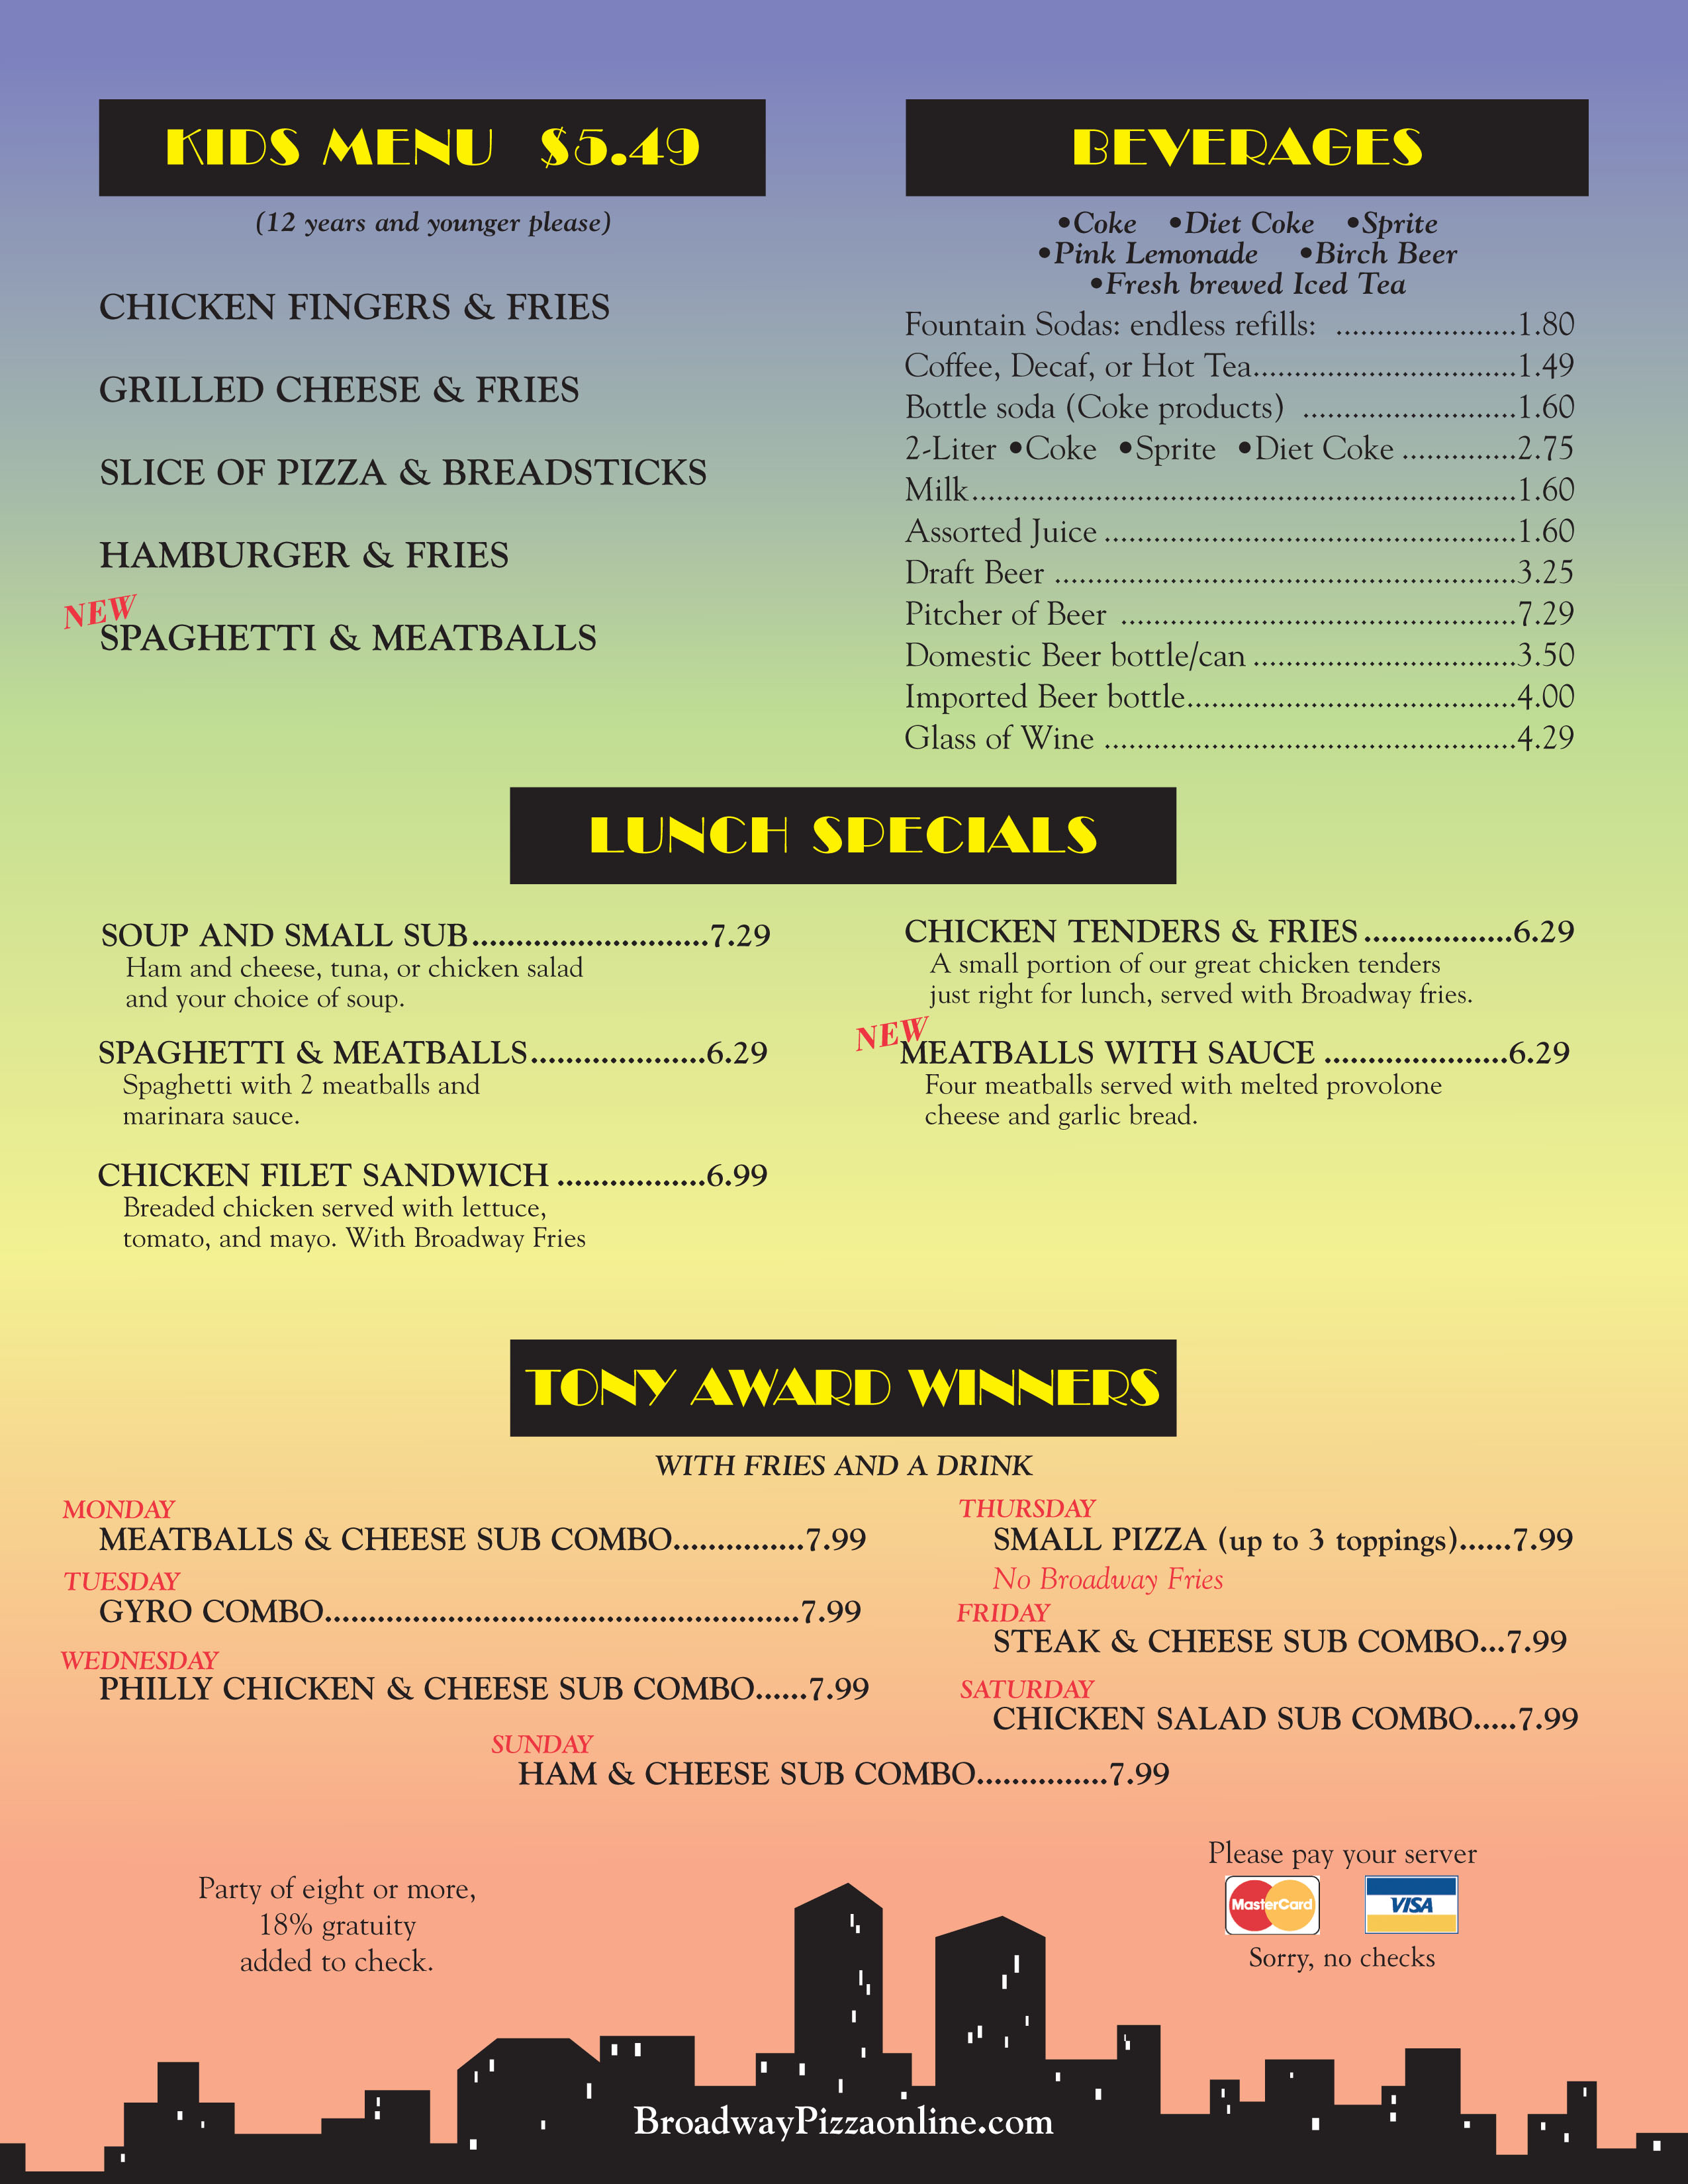 KIDS MENU $5.49
(12 years and younger please)
CHICKEN FINGERS & FRIES
GRILLED CHEESE & FRIES
SLICE OF PIZZA & BREADSTICKS
HAMBURGER & FRIES
NEW
SPAGHETTI & MEATBALLS
BEVERAGES
•Coke •Diet Coke •Sprite
•Pink Lemonade •Birch Beer
•Fresh brewed Iced Tea
Fountain Sodas: endless refills: ......................1.80
Coffee, Decaf, or Hot Tea................................1.49
Bottle soda (Coke products) ..........................1.60
2-Liter •Coke •Sprite •Diet Coke ..............2.75
Milk..................................................................1.60
Assorted Juice ..................................................1.60
Draft Beer ........................................................3.25
Pitcher of Beer ................................................7.29
Domestic Beer bottle/can ................................3.50
Imported Beer bottle........................................4.00
Glass of Wine ..................................................4.29
LUNCH SPECIALS
SOUP AND SMALL SUB...........................7.29
Ham and cheese, tuna, or chicken salad
and your choice of soup.
SPAGHETTI & MEATBALLS....................6.29
Spaghetti with 2 meatballs and
marinara sauce.
CHICKEN FILET SANDWICH .................6.99
Breaded chicken served with lettuce,
tomato, and mayo. With Broadway Fries
CHICKEN TENDERS & FRIES.................6.29
A small portion of our great chicken tenders
just right for lunch, served with Broadway fries.
NEW
MEATBALLS WITH SAUCE .....................6.29
Four meatballs served with melted provolone
cheese and garlic bread.
TONY AWARD WINNERS
WITH FRIES AND A DRINK
MONDAY
MEATBALLS & CHEESE SUB COMBO...............7.99
TUESDAY
GYRO COMBO......................................................7.99
WEDNESDAY
PHILLY CHICKEN & CHEESE SUB COMBO......7.99
THURSDAY
SMALL PIZZA (up to 3 toppings)......7.99
No Broadway Fries
FRIDAY
STEAK & CHEESE SUB COMBO...7.99
SATURDAY
CHICKEN SALAD SUB COMBO.....7.99
SUNDAY
HAM & CHEESE SUB COMBO...............7.99
Party of eight or more,
18% gratuity
added to check.
Please pay your server
MasterCard VISA
Sorry, no checks
BroadwayPizzaonline.com